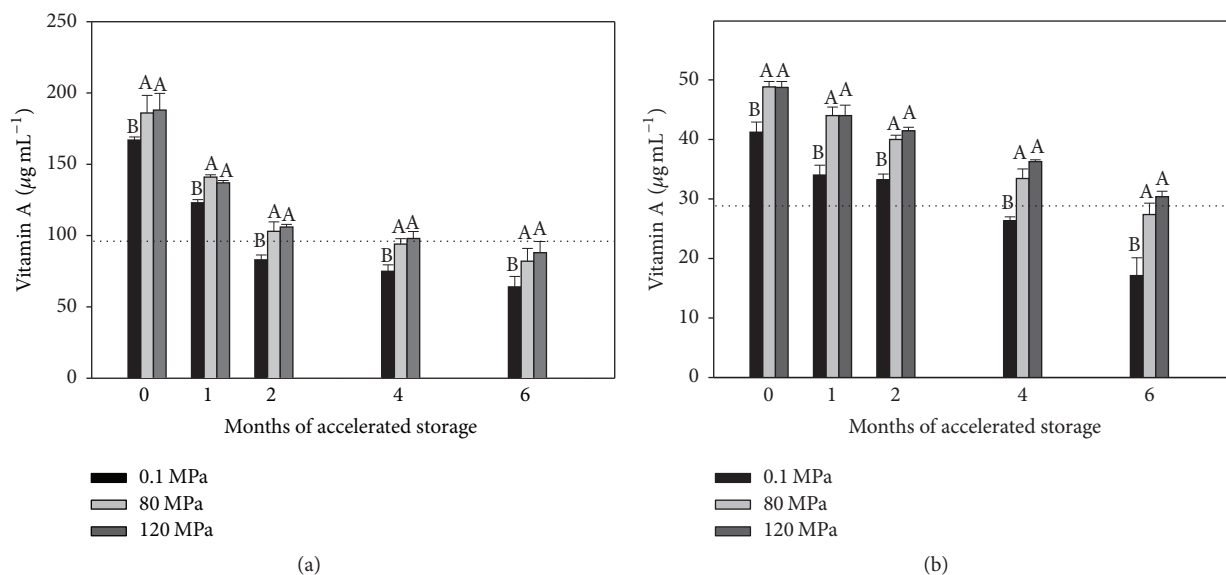 250
200
150
100
50
0
Vitamin A (μg mL⁻¹)
B A A
B A A
B A A
B A A
B A A
0 1 2 4 6
Months of accelerated storage
0.1 MPa
80 MPa
120 MPa
(a)
50
40
30
20
10
0
Vitamin A (μg mL⁻¹)
B A A
B A A
B A A
B A A
B A A
0 1 2 4 6
Months of accelerated storage
0.1 MPa
80 MPa
120 MPa
(b)